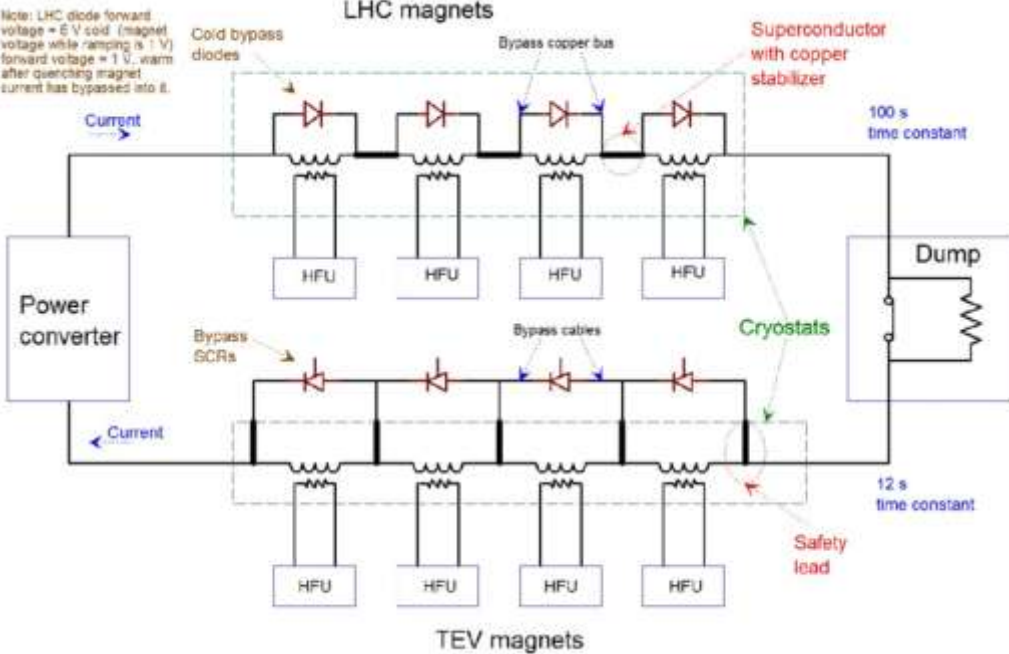 LHC magnets
Note: LHC diode forward
voltage = 6 V cold (magnet
voltage while ramping is 1 V)
forward voltage = 1 V, warm
after quenching magnet
current has bypassed into it.
Cold bypass
diodes
Bypass copper bus
Superconductor
with copper
stabilizer
Current
100 s
time constant
HFU
HFU
HFU
HFU
Power
converter
Dump
Cryostats
Bypass
SCRs
Bypass cables
Current
12 s
time constant
HFU
HFU
HFU
HFU
Safety
lead
TEV magnets